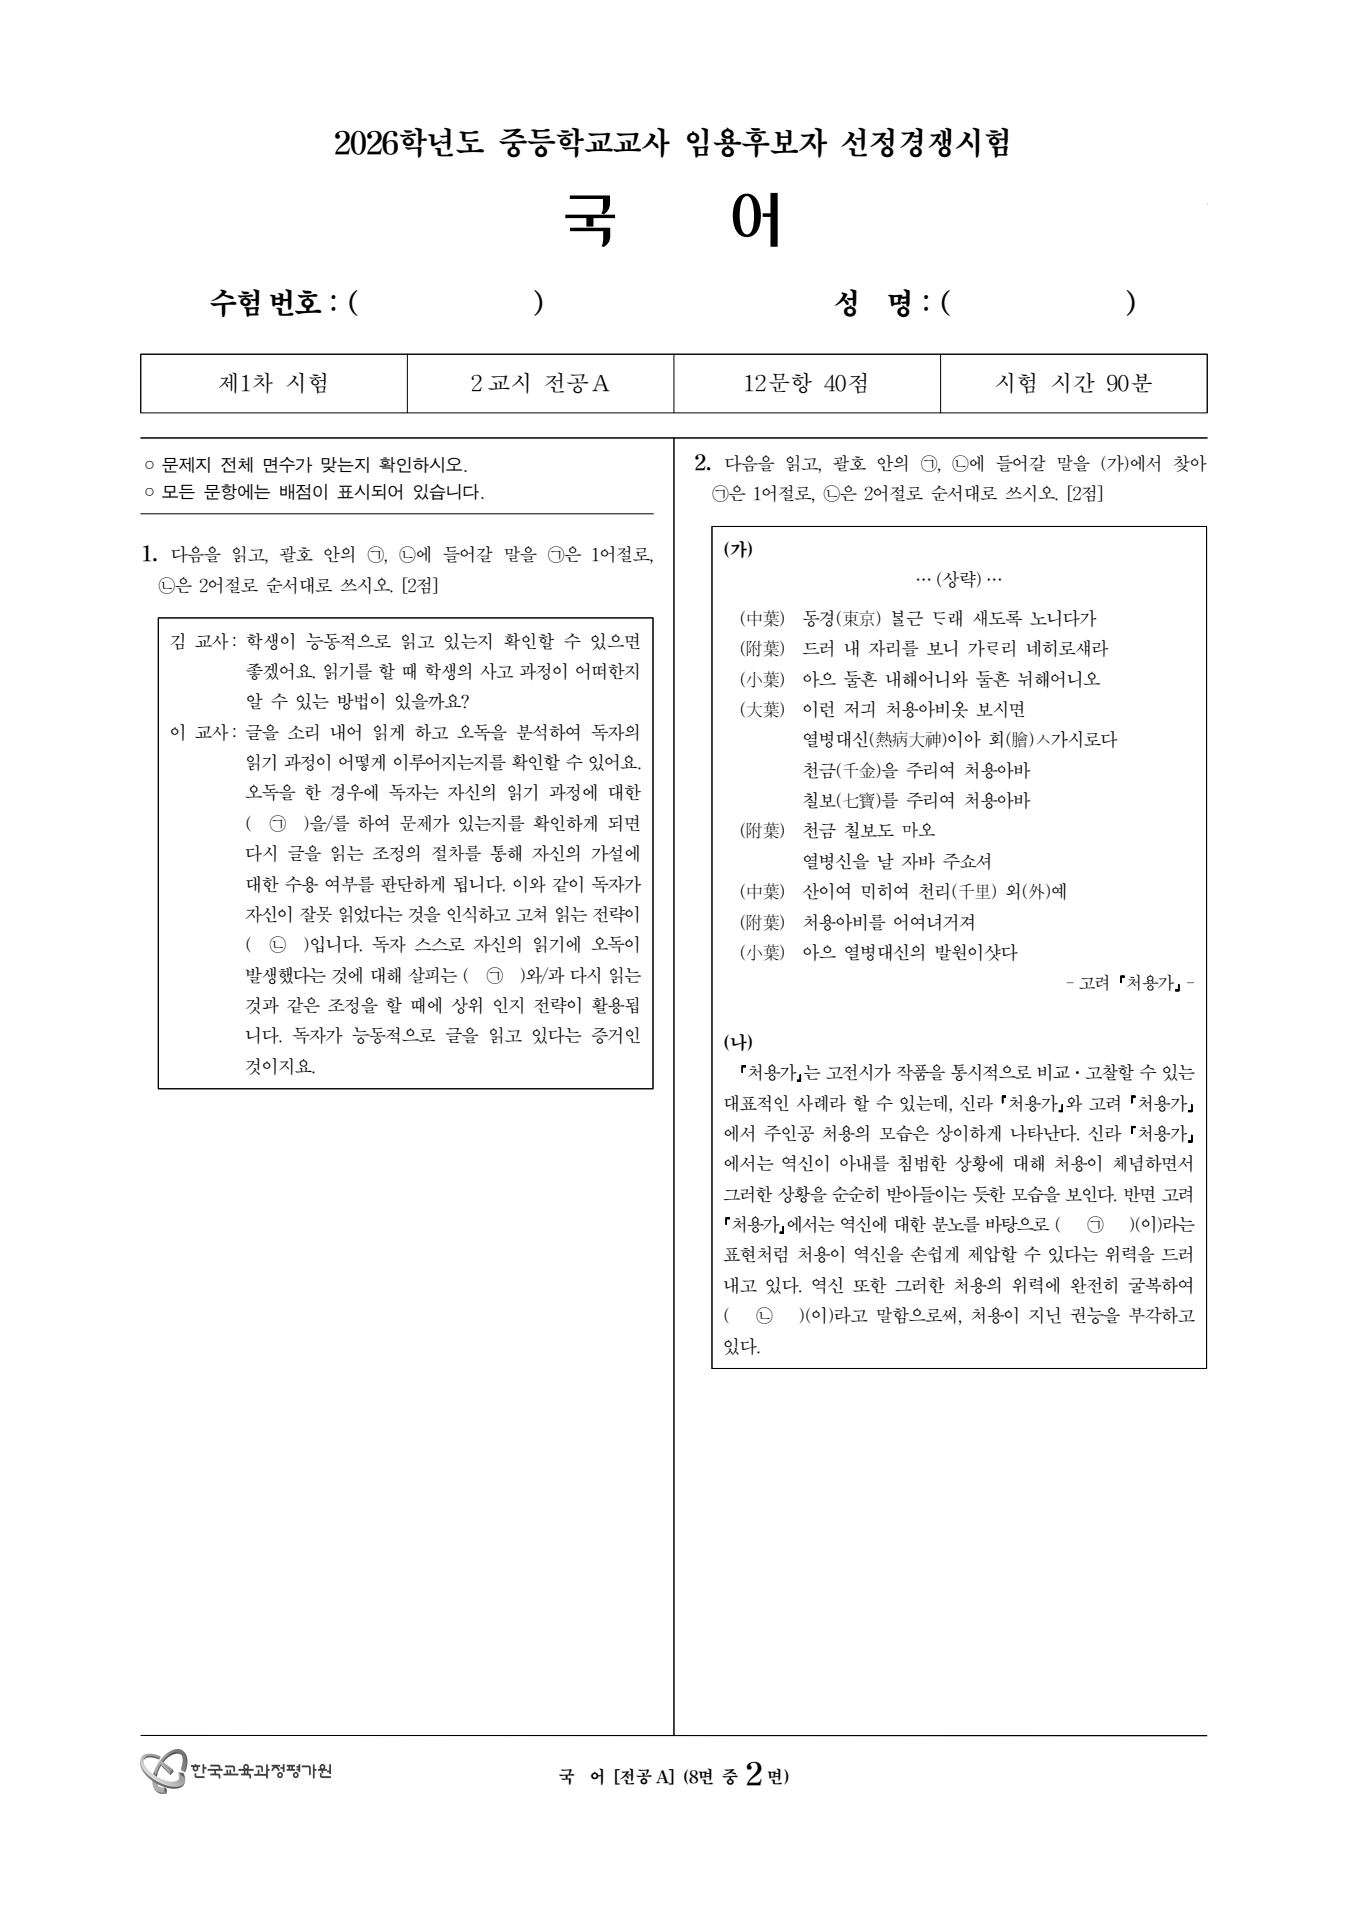 2026학년도 중등학교교사 임용후보자 선정경쟁시험
국 어
수험 번호 : ( )
성 명 : ( )
제1차 시험
2 교시 전공 A
12문항 40점
시험 시간 90분
○ 문제지 전체 면수가 맞는지 확인하시오.
○ 모든 문항에는 배점이 표시되어 있습니다.
1. 다음을 읽고, 괄호 안의 ㉠, ㉡에 들어갈 말을 ㉠은 1어절로,
㉡은 2어절로 순서대로 쓰시오. [2점]
김 교사 : 학생이 능동적으로 읽고 있는지 확인할 수 있으면
좋겠어요. 읽기를 할 때 학생의 사고 과정이 어떠한지
알 수 있는 방법이 있을까요?
이 교사 : 글을 소리 내어 읽게 하고 오독을 분석하여 독자의
읽기 과정이 어떻게 이루어지는지를 확인할 수 있어요.
오독을 한 경우에 독자는 자신의 읽기 과정에 대한
( ㉠ )을/를 하여 문제가 있는지를 확인하게 되면
다시 글을 읽는 조정의 절차를 통해 자신의 가설에
대한 수용 여부를 판단하게 됩니다. 이와 같이 독자가
자신이 잘못 읽었다는 것을 인식하고 고쳐 읽는 전략이
( ㉡ )입니다. 독자 스스로 자신의 읽기에 오독이
발생했다는 것에 대해 살피는 ( ㉠ )와/과 다시 읽는
것과 같은 조정을 할 때에 상위 인지 전략이 활용됩
니다. 독자가 능동적으로 글을 읽고 있다는 증거인
것이지요.
2. 다음을 읽고, 괄호 안의 ㉠, ㉡에 들어갈 말을 (가)에서 찾아
㉠은 1어절로, ㉡은 2어절로 순서대로 쓰시오. [2점]
(가)
… (상략) …
(中葉) 동경(東京) ᄇᆞᆯᄀᆞᆫ ᄃᆞ래 새도록 노니다가
(附葉) 드러 내 자리를 보니 가ᄅᆞ리 네히로섀라
(小葉) 아으 둘흔 내해어니와 둘흔 뉘해어니오
(大葉) 이런 저긔 처용아비옷 보시면
열병대신(熱病大神)이아 회(膾)ㅅ가시로다
천금(千金)을 주리여 처용아바
칠보(七寶)를 주리여 처용아바
(附葉) 천금 칠보도 마오
열병신을 날 자바 주쇼셔
(中葉) 산이여 ᄆᆡ히여 천리(千里) 외(外)예
(附葉) 처용아비를 어여녀거져
(小葉) 아으 열병대신의 발원이샷다
- 고려 「처용가」 -
(나)
「처용가」는 고전시가 작품을 통시적으로 비교・고찰할 수 있는
대표적인 사례라 할 수 있는데, 신라 「처용가」와 고려 「처용가」
에서 주인공 처용의 모습은 상이하게 나타난다. 신라 「처용가」
에서는 역신이 아내를 침범한 상황에 대해 처용이 체념하면서
그러한 상황을 순순히 받아들이는 듯한 모습을 보인다. 반면 고려
「처용가」에서는 역신에 대한 분노를 바탕으로 ( ㉠ )(이)라는
표현처럼 처용이 역신을 손쉽게 제압할 수 있다는 위력을 드러
내고 있다. 역신 또한 그러한 처용의 위력에 완전히 굴복하여
( ㉡ )(이)라고 말함으로써, 처용이 지닌 권능을 부각하고
있다.
한국교육과정평가원
국 어 [전공 A] (8면 중 2 면)